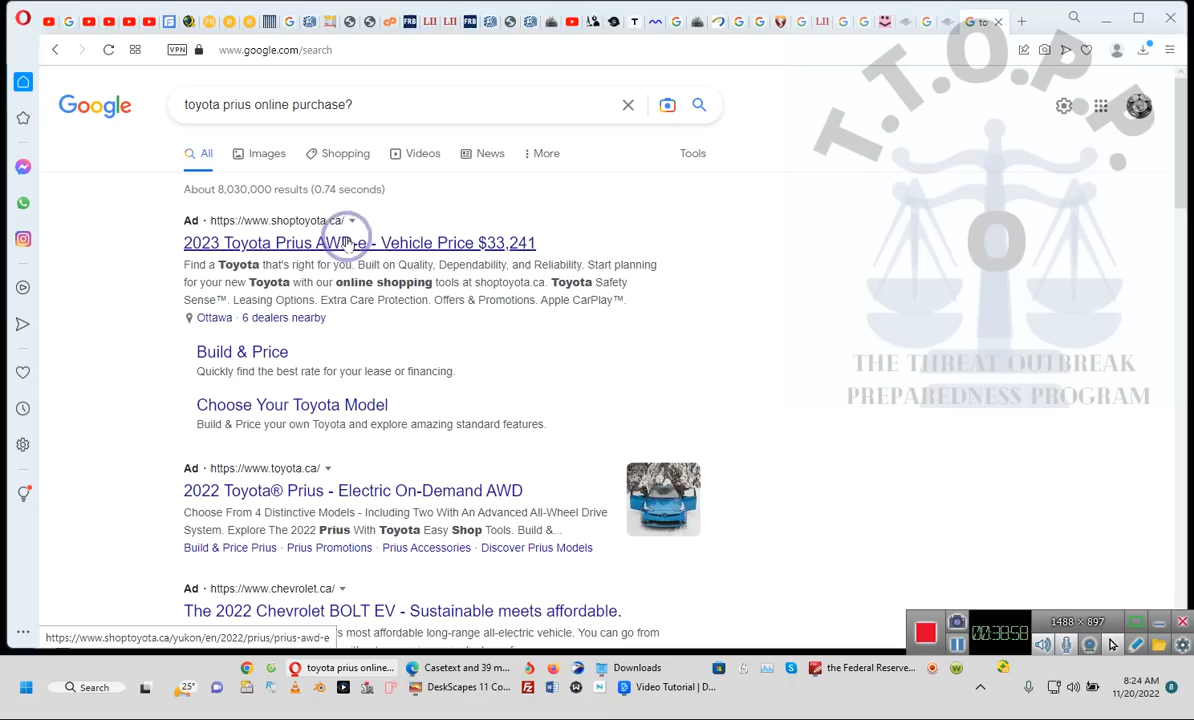 www.google.com/search
VPN
Google
toyota prius online purchase?
All
Images
Shopping
Videos
News
More
Tools
About 8,030,000 results (0.74 seconds)
Ad · https://www.shoptoyota.ca/
2023 Toyota Prius AWD-e - Vehicle Price $33,241
Find a Toyota that's right for you. Built on Quality, Dependability, and Reliability. Start planning
for your new Toyota with our online shopping tools at shoptoyota.ca. Toyota Safety
Sense™. Leasing Options. Extra Care Protection. Offers & Promotions. Apple CarPlay™.
Ottawa · 6 dealers nearby
Build & Price
Quickly find the best rate for your lease or financing.
Choose Your Toyota Model
Build & Price your own Toyota and explore amazing standard features.
Ad · https://www.toyota.ca/
2022 Toyota® Prius - Electric On-Demand AWD
Choose From 4 Distinctive Models - Including Two With An Advanced All-Wheel Drive
System. Explore The 2022 Prius With Toyota Easy Shop Tools. Build &...
Build & Price Prius · Prius Promotions · Prius Accessories · Discover Prius Models
Ad · https://www.chevrolet.ca/
The 2022 Chevrolet BOLT EV - Sustainable meets affordable.
's most affordable long-range all-electric vehicle. You can go from
https://www.shoptoyota.ca/yukon/en/2022/prius/prius-awd-e
T.T.O.P.P.
THE THREAT OUTBREAK
PREPAREDNESS PROGRAM
00:38:58
1488 × 897
toyota prius online...
Casetext and 39 m...
Downloads
the Federal Reserve...
Search
25°
DeskScapes 11 Co...
Video Tutorial | D...
8:24 AM
11/20/2022
8